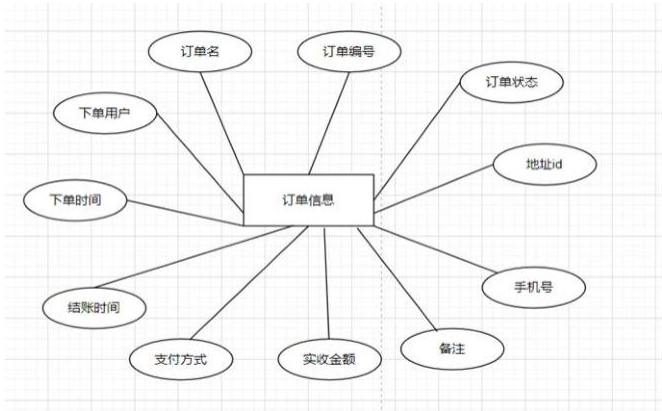 订单名
订单编号
订单状态
下单用户
地址id
下单时间
订单信息
手机号
结账时间
备注
支付方式
实收金额